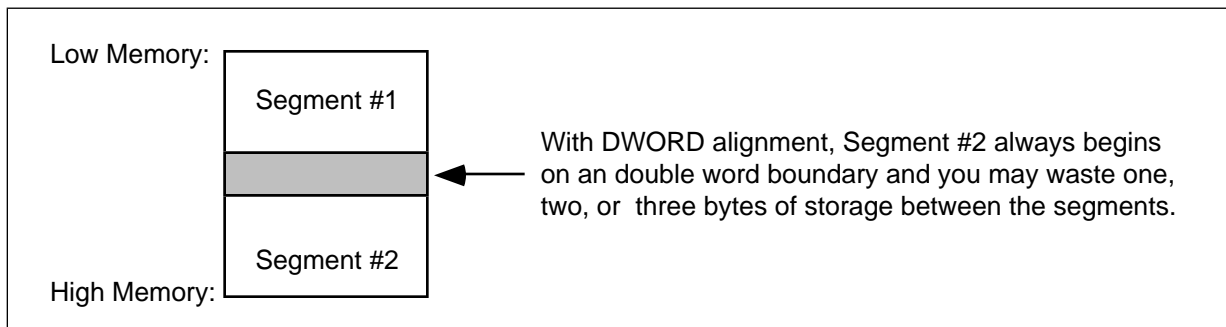 Low Memory:
Segment #1
With DWORD alignment, Segment #2 always begins
on an double word boundary and you may waste one,
two, or  three bytes of storage between the segments.
Segment #2
High Memory: